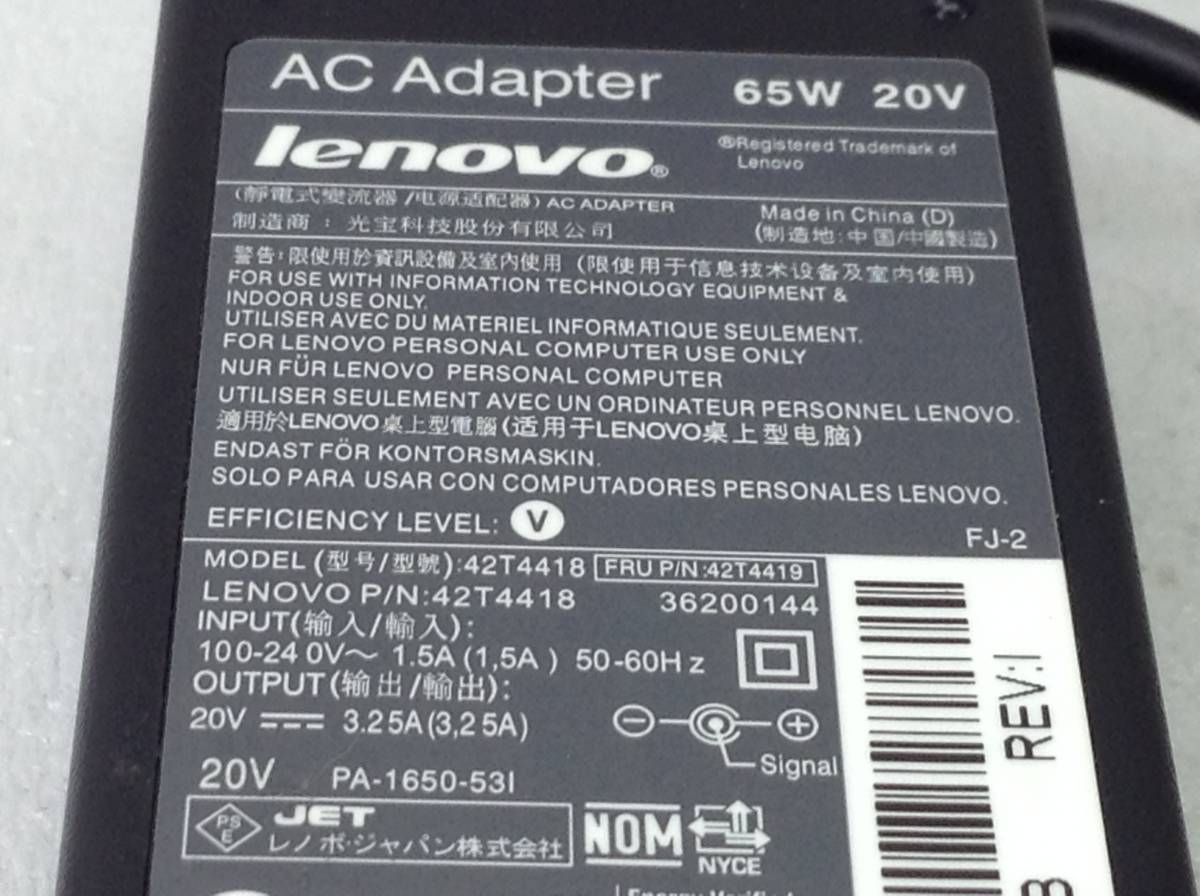 AC Adapter 65W 20V
lenovo® ®Registered Trademark of
Lenovo
(靜電式變流器/电源适配器) AC ADAPTER
Made in China (D)
制造商：光宝科技股份有限公司
(制造地:中国/中國製造)
警告:限使用於資訊設備及室內使用 (限使用于信息技术设备及室内使用)
FOR USE WITH INFORMATION TECHNOLOGY EQUIPMENT &
INDOOR USE ONLY.
UTILISER AVEC DU MATERIEL INFORMATIQUE SEULEMENT.
FOR LENOVO PERSONAL COMPUTER USE ONLY
NUR FÜR LENOVO PERSONAL COMPUTER
UTILISER SEULEMENT AVEC UN ORDINATEUR PERSONNEL LENOVO.
適用於LENOVO桌上型電腦(适用于LENOVO桌上型电脑)
ENDAST FÖR KONTORSMASKIN.
SOLO PARA USAR CON COMPUTADORES PERSONALES LENOVO.
EFFICIENCY LEVEL: V
FJ-2
MODEL (型号/型號):42T4418 FRU P/N:42T4419
LENOVO P/N:42T4418 36200144
INPUT(输入/輸入):
100-240V～ 1.5A (1,5A) 50-60Hz
OUTPUT(输出/輸出):
20V 3.25A(3,25A)
Signal
20V PA-1650-53I
PSE JET
レノボ・ジャパン株式会社
NOM
NYCE
REV:I